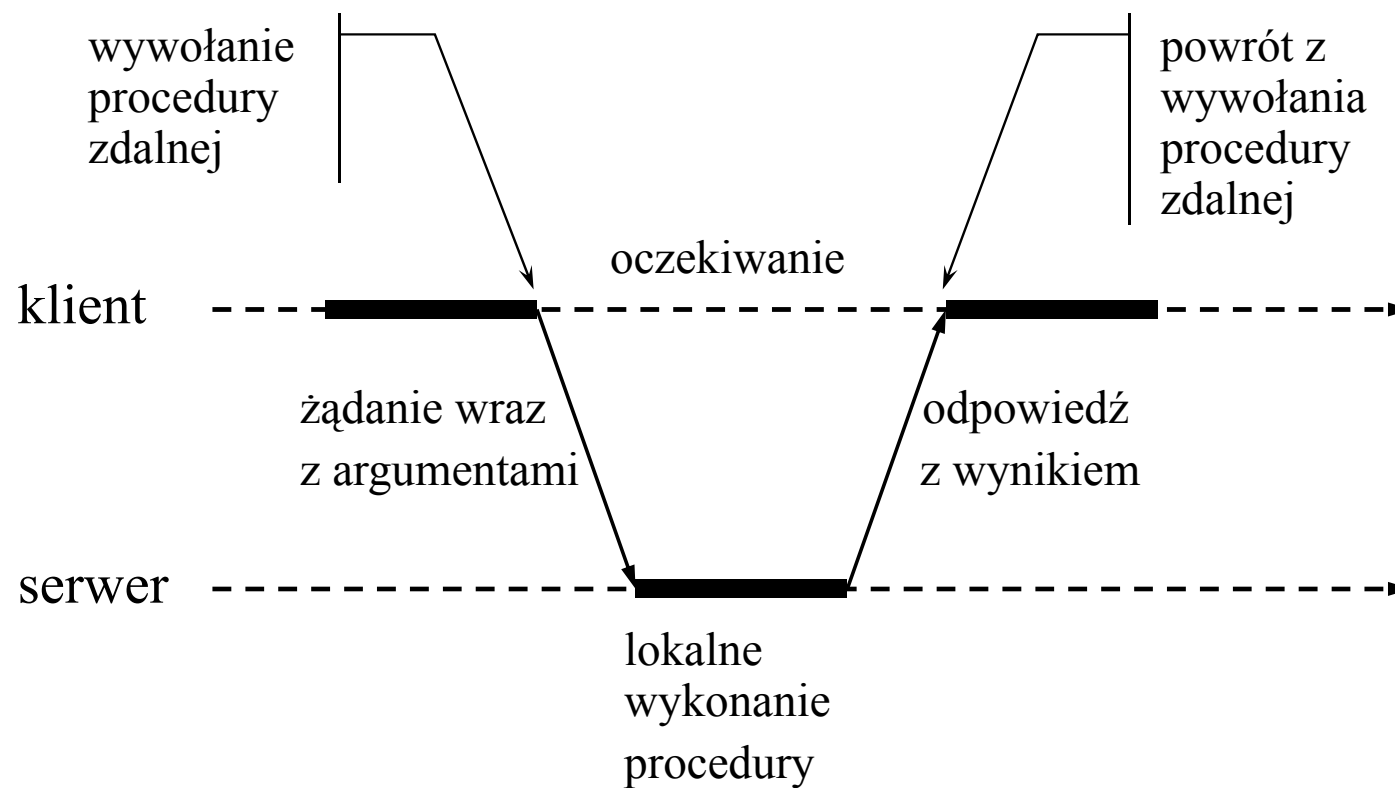 wywołanie
procedury
zdalnej
powrót z
wywołania
procedury
zdalnej
oczekiwanie
klient
żądanie wraz
z argumentami
odpowiedź
z wynikiem
serwer
lokalne
wykonanie
procedury